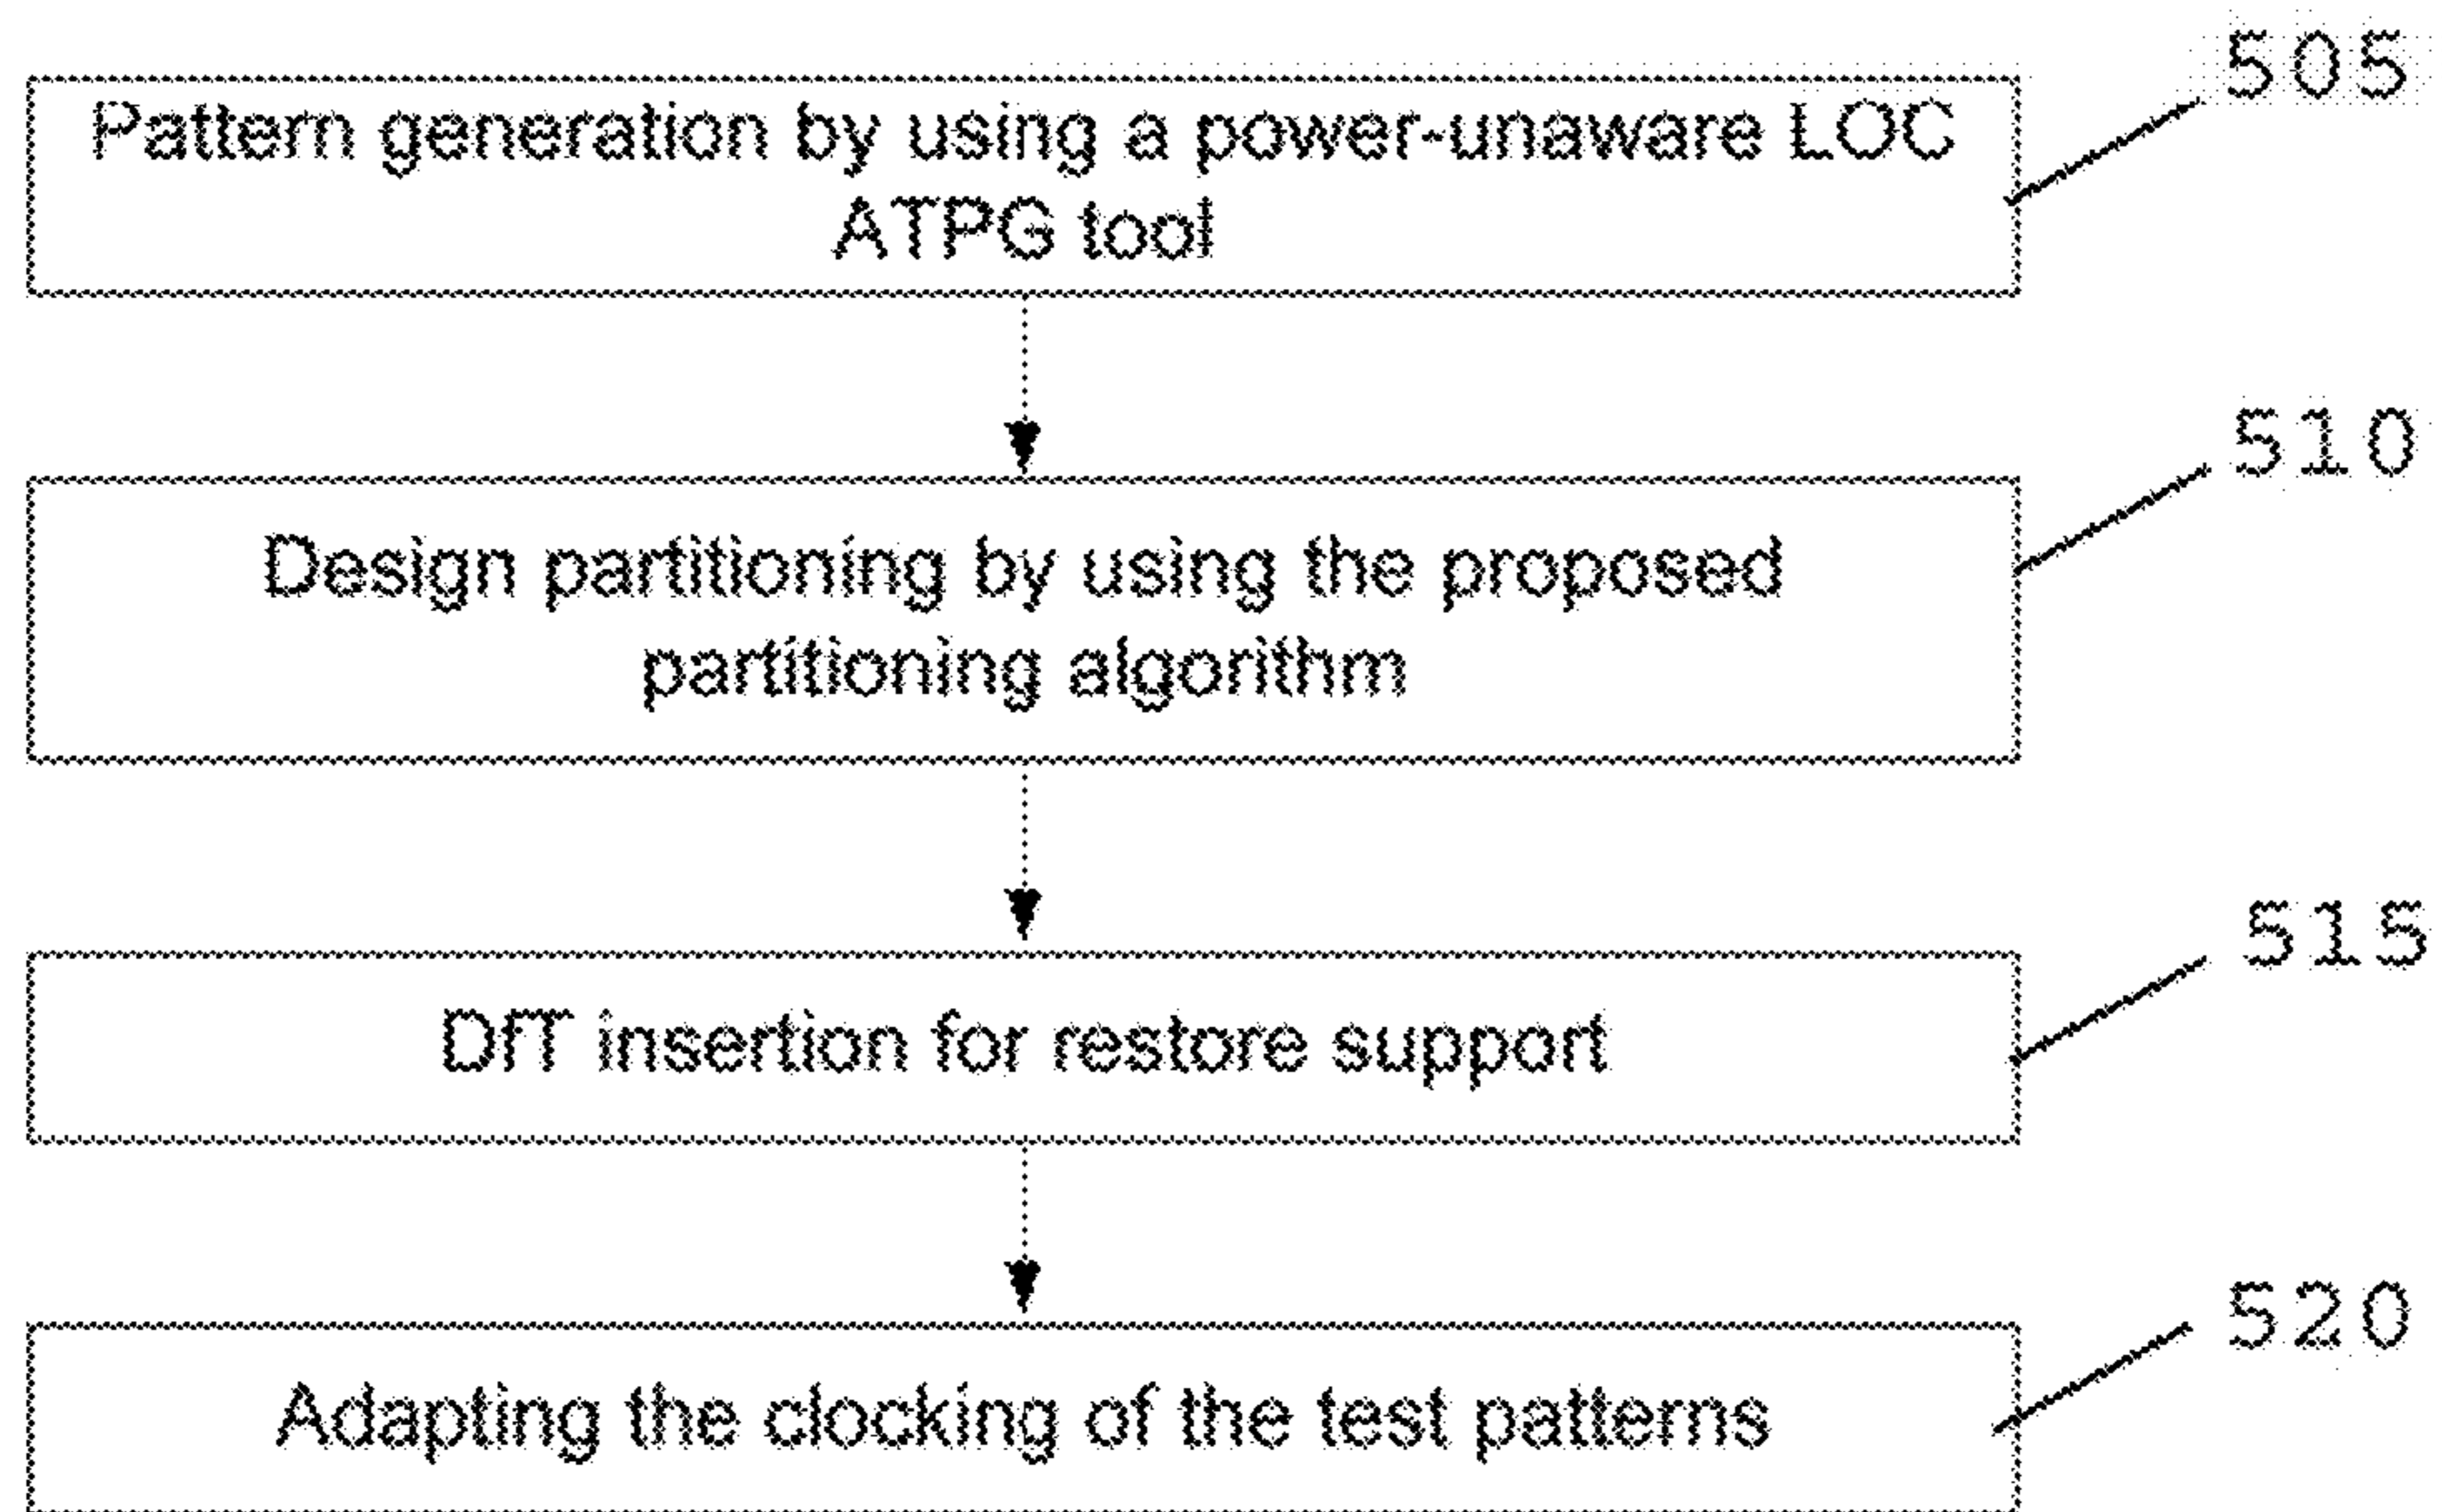 505
Pattern generation by using a power-unaware LOC
ATPG tool
510
Design partitioning by using the proposed
partitioning algorithm
515
DfT insertion for restore support
520
Adapting the clocking of the test patterns